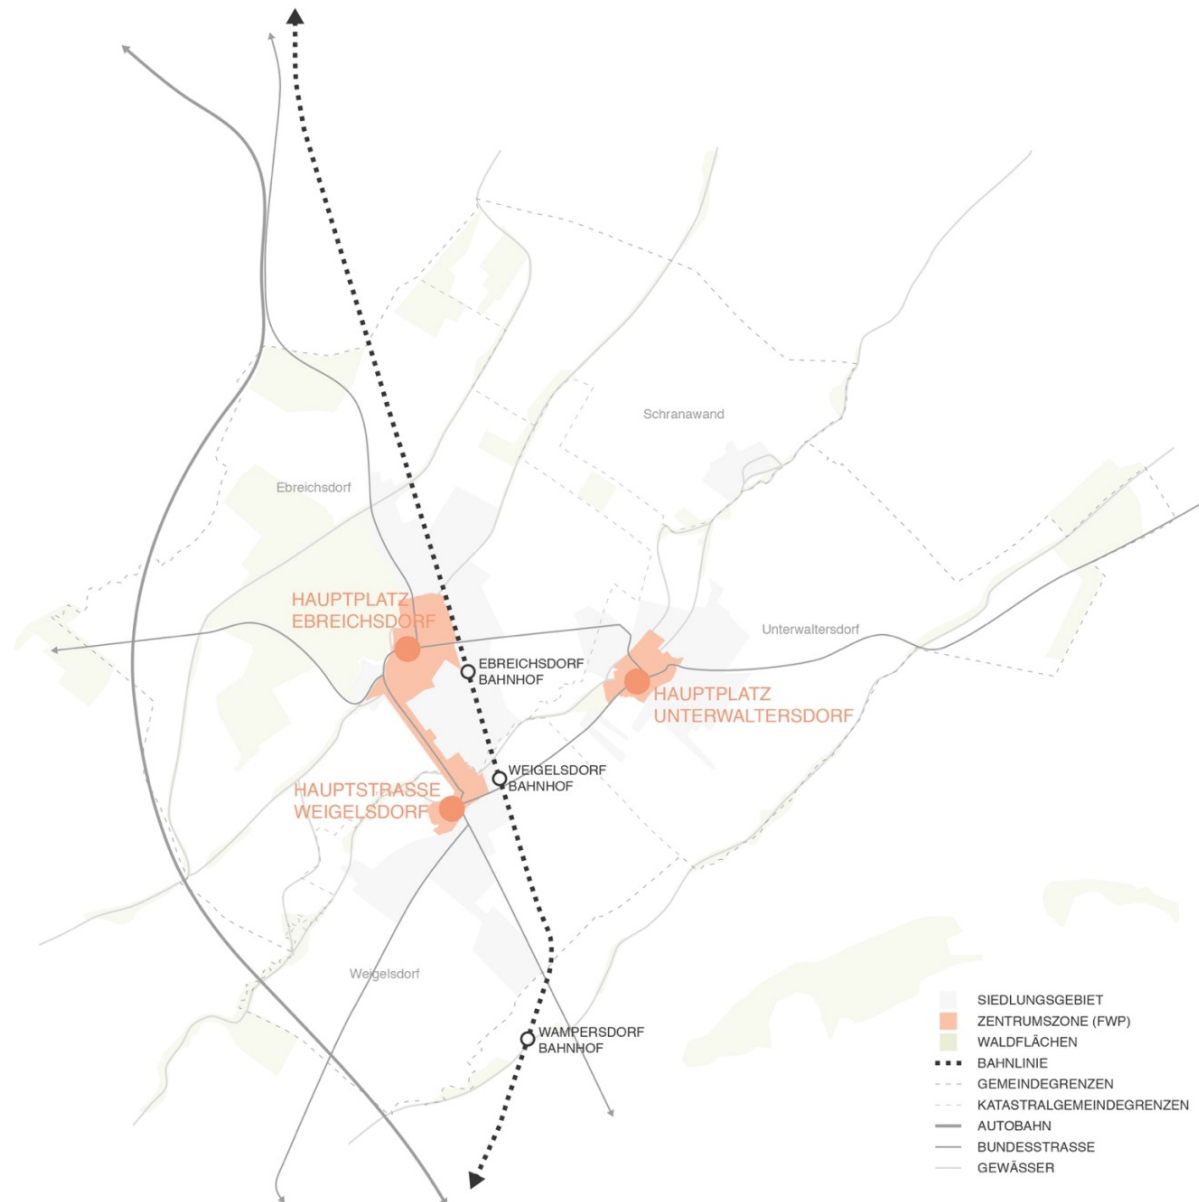 Schranawand
Ebreichsdorf
HAUPTPLATZ
EBREICHSDORF
Unterwaltersdorf
EBREICHSDORF
BAHNHOF
HAUPTPLATZ
UNTERWALTERSDORF
WEIGELSDORF
BAHNHOF
HAUPTSTRASSE
WEIGELSDORF
Weigelsdorf
WAMPERSDORF
BAHNHOF
SIEDLUNGSGEBIET
ZENTRUMSZONE (FWP)
WALDFLÄCHEN
BAHNLINIE
GEMEINDEGRENZEN
KATASTRALGEMEINDEGRENZEN
AUTOBAHN
BUNDESSTRASSE
GEWÄSSER